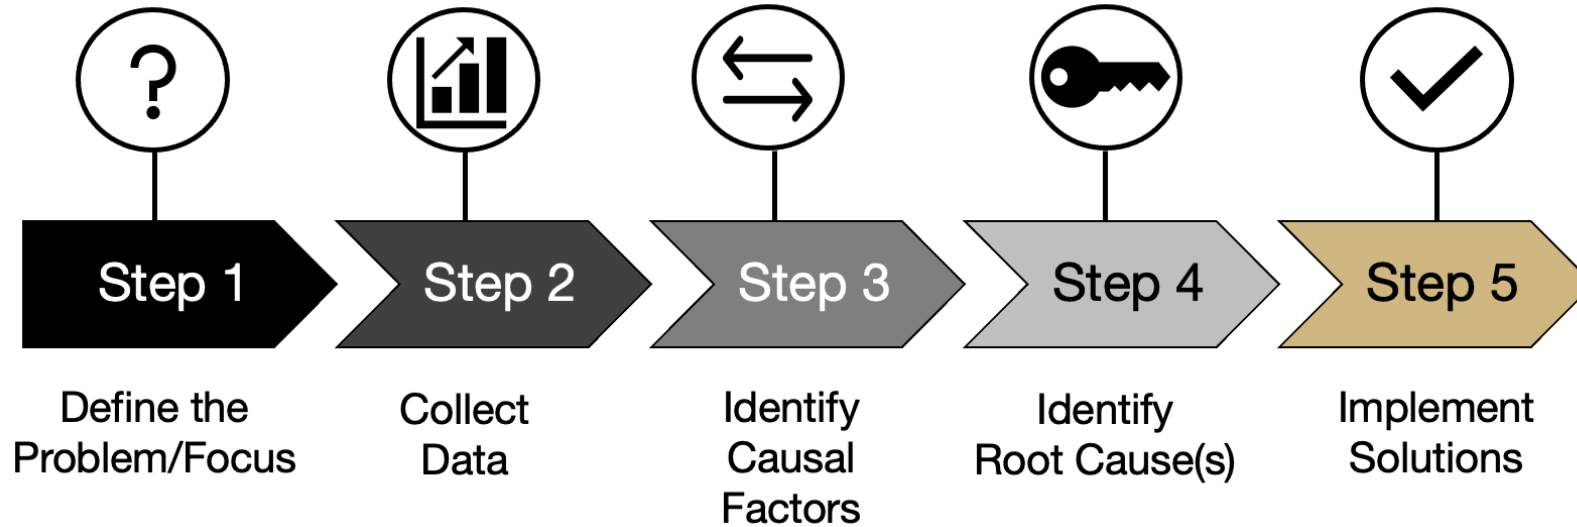 ?
Step 1
Step 2
Step 3
Step 4
Step 5
Define the
Problem/Focus
Collect
Data
Identify
Causal
Factors
Identify
Root Cause(s)
Implement
Solutions